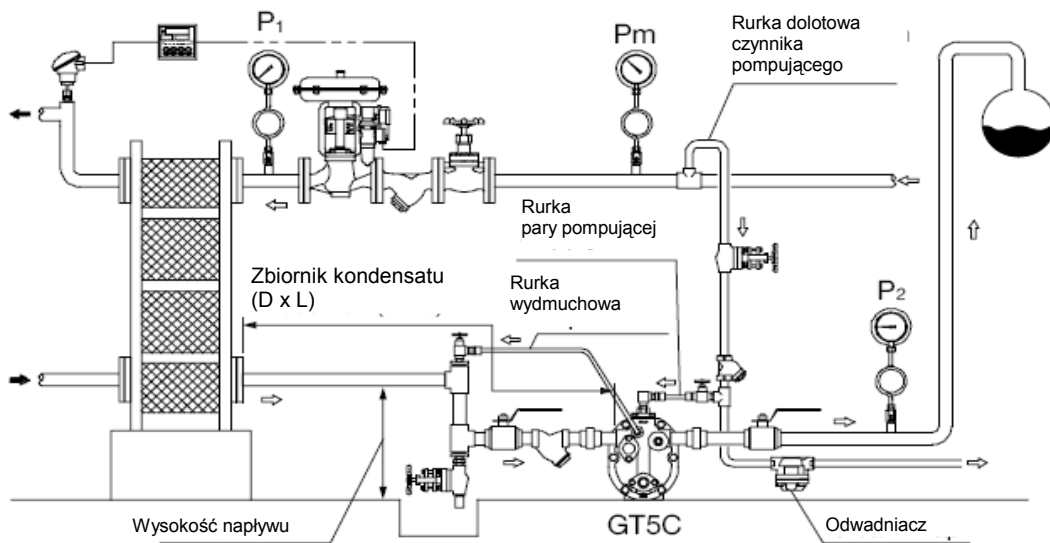 P1
Pm
Rurka dolotowa
czynnika
pompującego
Rurka
pary pompującej
Zbiornik kondensatu
(D x L)
Rurka
wydmuchowa
P2
Wysokość napływu
GT5C
Odwadniacz